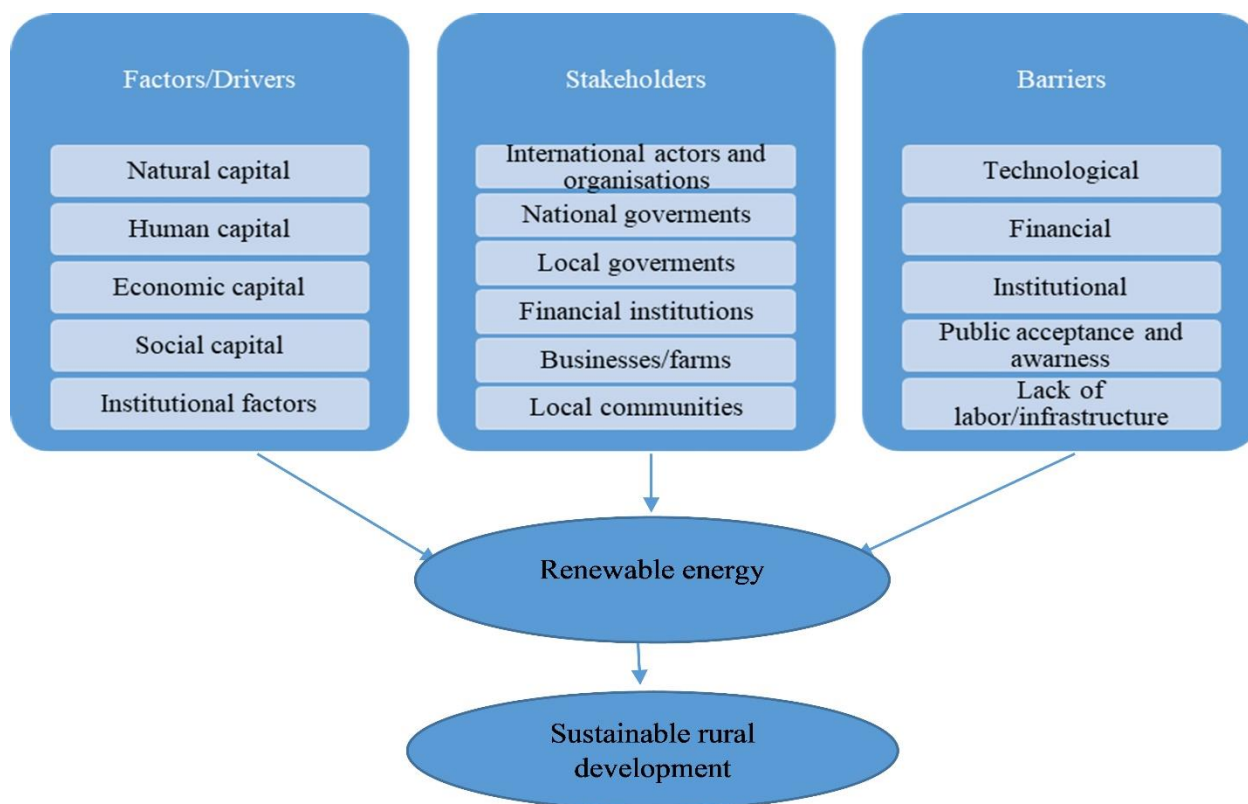 Factors/Drivers
Natural capital
Human capital
Economic capital
Social capital
Institutional factors
Stakeholders
International actors and
organisations
National goverments
Local goverments
Financial institutions
Businesses/farms
Local communities
Barriers
Technological
Financial
Institutional
Public acceptance and
awarness
Lack of
labor/infrastructure
Renewable energy
Sustainable rural
development